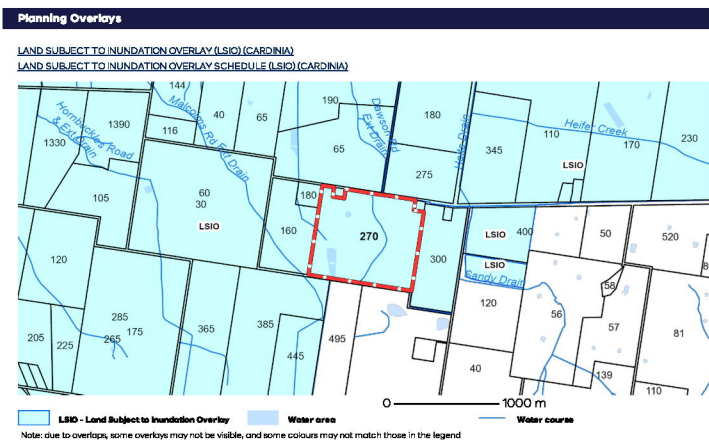 Planning Overlays
LAND SUBJECT TO INUNDATION OVERLAY (LSIO) (CARDINIA)
LAND SUBJECT TO INUNDATION OVERLAY SCHEDULE (LSIO) (CARDINIA)
144
190
Hornbuckles Road
& Ext Drain
1390
Malcolms Rd Ext Drain
40
65
Dawson Rd
Ext Drain
180
Heifer Creek
1330
116
65
345
110
170
230
LSIO
275
105
60
30
LSIO
180
160
270
300
LSIO
400
50
520
LSIO
Sandy Drain
120
58
120
56
57
81
285
265
175
365
385
445
495
205
225
40
139
110
0
1000 m
LSIO - Land Subject to Inundation Overlay
Water area
Water course
Note: due to overlaps, some overlays may not be visible, and some colours may not match those in the legend